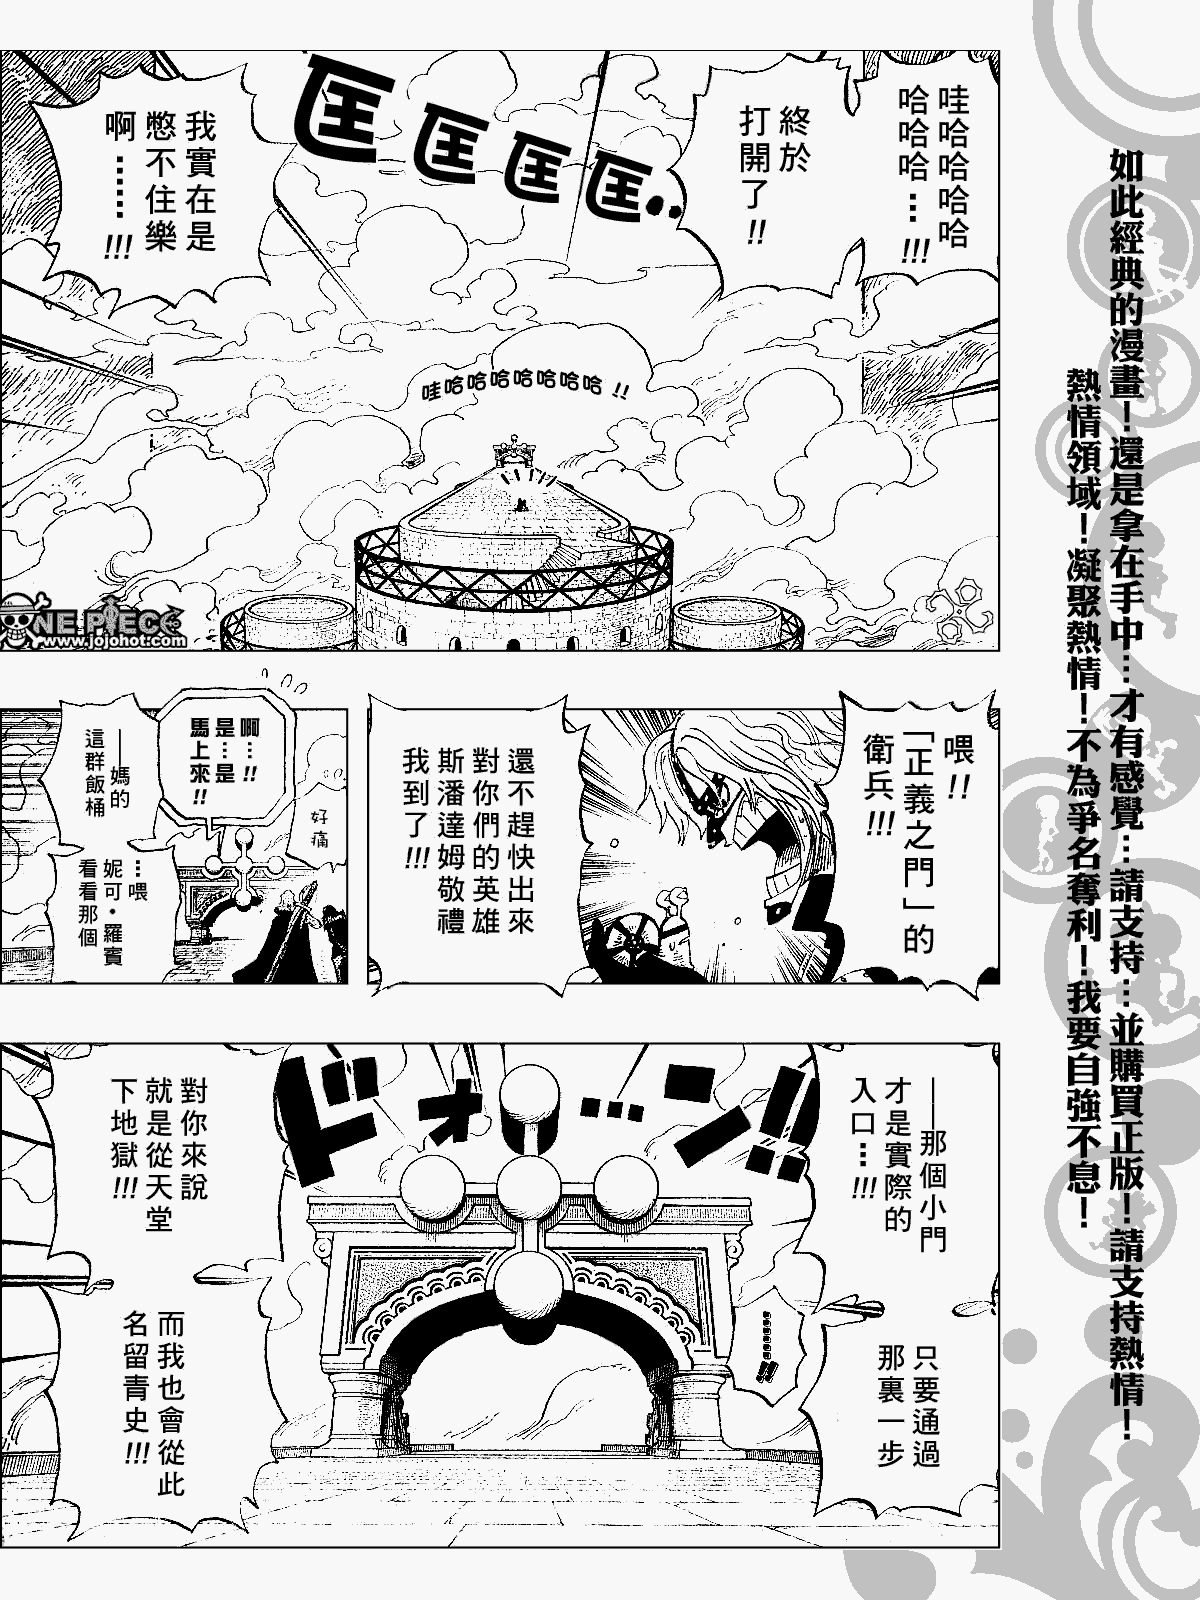 如此經典的漫畫！還是拿在手中…才有感覺…請支持…並購買正版！請支持熱情！
熱情領域！凝聚熱情！不為爭名奪利！我要自強不息！
哇哈哈哈哈
哈哈哈…!!!
終於
打開了!!
匡匡匡匡..
我實在是
憋不住樂
啊……!!!
哇哈哈哈哈哈哈哈!!
ONE PIECE
www.jojohot.com
喂!!
「正義之門」的
衛兵!!!
還不趕快出來
對你們的英雄
斯潘達姆敬禮
我到了!!!
好痛
啊…!!
是…是
馬上來!!
——媽的
這群飯桶
…喂
妮可·羅賓
看看那個
——那個小門
才是實際的
入口…!!!
只要通過
那裏一步
……!!
ドォ…ン!!
對你來說
就是從天堂
下地獄!!!
而我也會從此
名留青史!!!